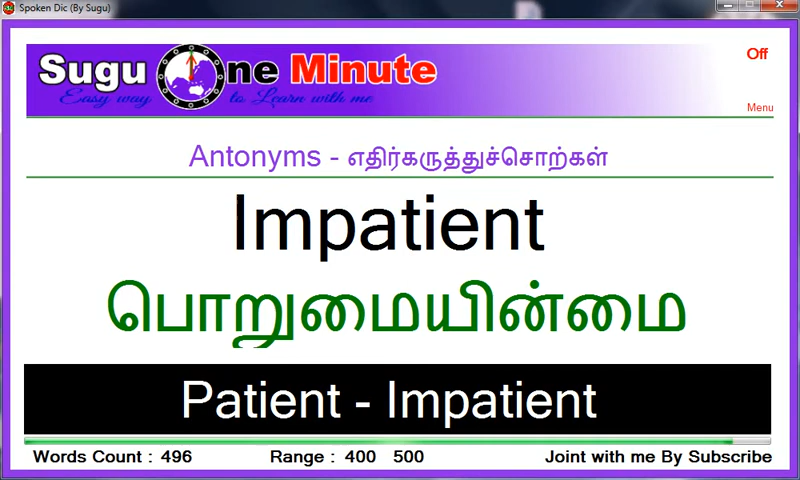 Spoken Dic (By Sugu)
Sugu One Minute
Easy way to Learn with me
Off
Menu
Antonyms - எதிர்கருத்துச்சொற்கள்
Impatient
பொறுமையின்மை
Patient - Impatient
Words Count : 496 Range : 400 500 Joint with me By Subscribe